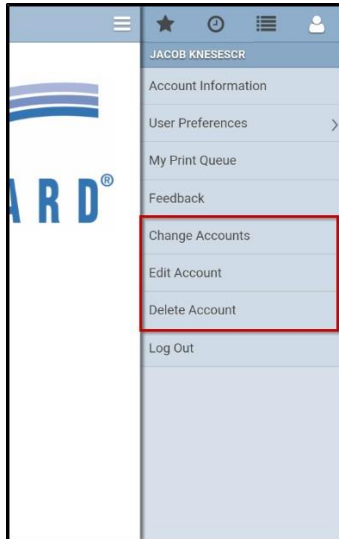 JACOB KNESESCR
Account Information
User Preferences
My Print Queue
Feedback
ARD®
Change Accounts
Edit Account
Delete Account
Log Out